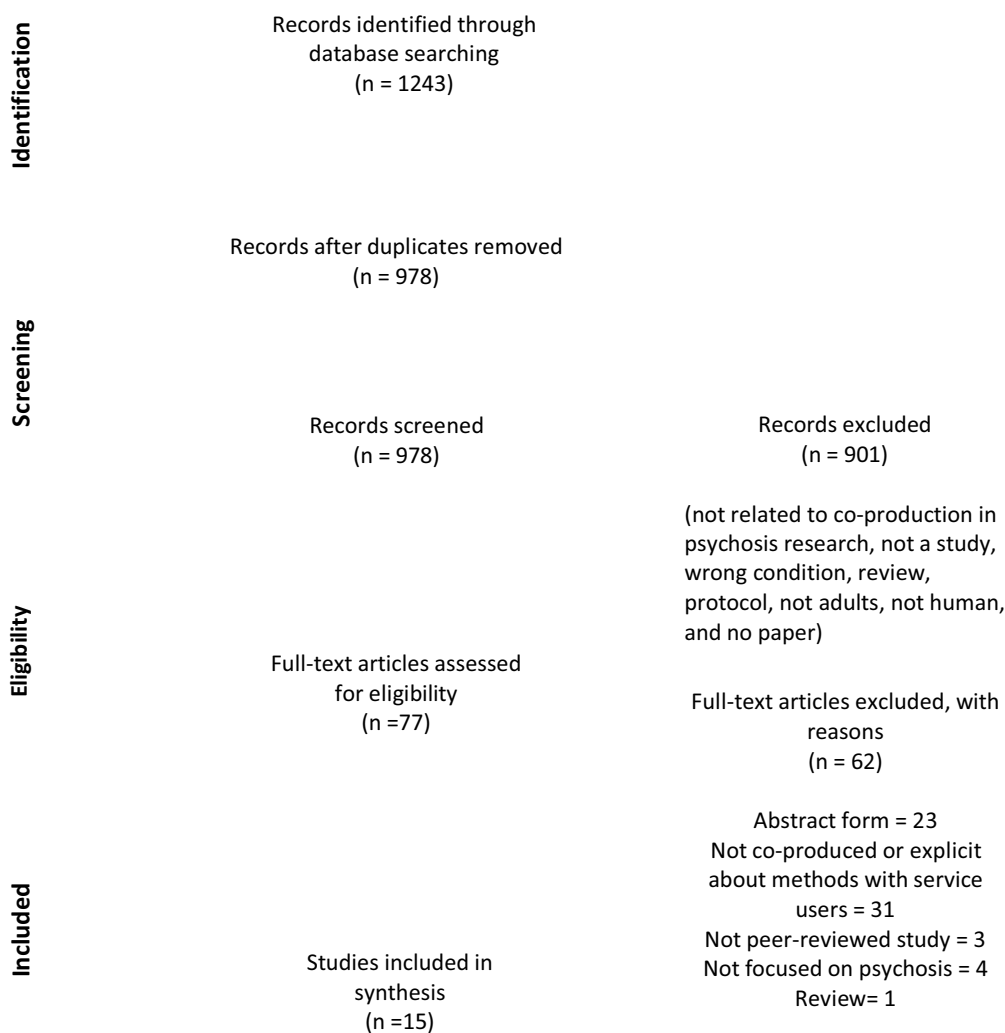 Identification
Records identified through
database searching
(n = 1243)
Records after duplicates removed
(n = 978)
Screening
Records screened
(n = 978)
Records excluded
(n = 901)
(not related to co-production in
psychosis research, not a study,
wrong condition, review,
protocol, not adults, not human,
and no paper)
Eligibility
Full-text articles assessed
for eligibility
(n =77)
Full-text articles excluded, with
reasons
(n = 62)
Abstract form = 23
Not co-produced or explicit
about methods with service
users = 31
Not peer-reviewed study = 3
Not focused on psychosis = 4
Review= 1
Included
Studies included in
synthesis
(n =15)